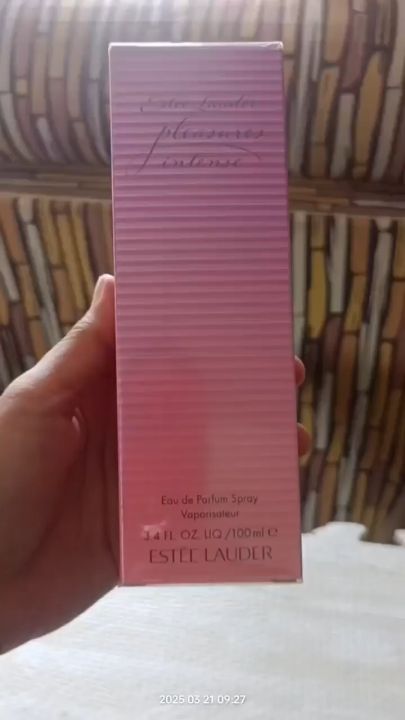 Estée Lauder
pleasures
intense
Eau de Parfum Spray
Vaporisateur
3.4 FL. OZ. LIQ./100 ml ℮
ESTĒE LAUDER
2025 03 21 09:27